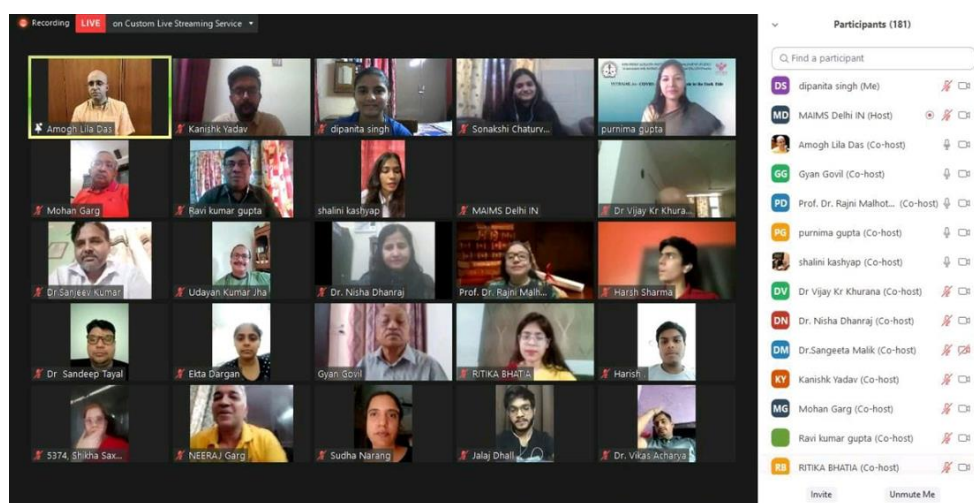 Recording LIVE on Custom Live Streaming Service
Amogh Lila Das
Kanishk Yadav
dipanita singh
Sonakshi Chaturv...
purnima gupta
Mohan Garg
Ravi kumar gupta
shalini kashyap
MAIMS Delhi IN
Dr Vijay Kr Khura...
Dr.Sanjeev Kumar
Udayan Kumar Jha
Dr. Nisha Dhanraj
Prof. Dr. Rajni Malh...
Harsh Sharma
Dr Sandeep Tayal
Ekta Dargan
Gyan Govil
RITIKA BHATIA
Harish
5374, Shikha Sax...
NEERAJ Garg
Sudha Narang
Jalaj Dhall
Dr. Vikas Acharya
Participants (181)
Find a participant
DS dipanita singh (Me)
MD MAIMS Delhi IN (Host)
Amogh Lila Das (Co-host)
GG Gyan Govil (Co-host)
PD Prof. Dr. Rajni Malhot... (Co-host)
PG purnima gupta (Co-host)
shalini kashyap (Co-host)
DV Dr Vijay Kr Khurana (Co-host)
DN Dr. Nisha Dhanraj (Co-host)
DM Dr.Sangeeta Malik (Co-host)
KY Kanishk Yadav (Co-host)
MG Mohan Garg (Co-host)
Ravi kumar gupta (Co-host)
RB RITIKA BHATIA (Co-host)
Invite Unmute Me